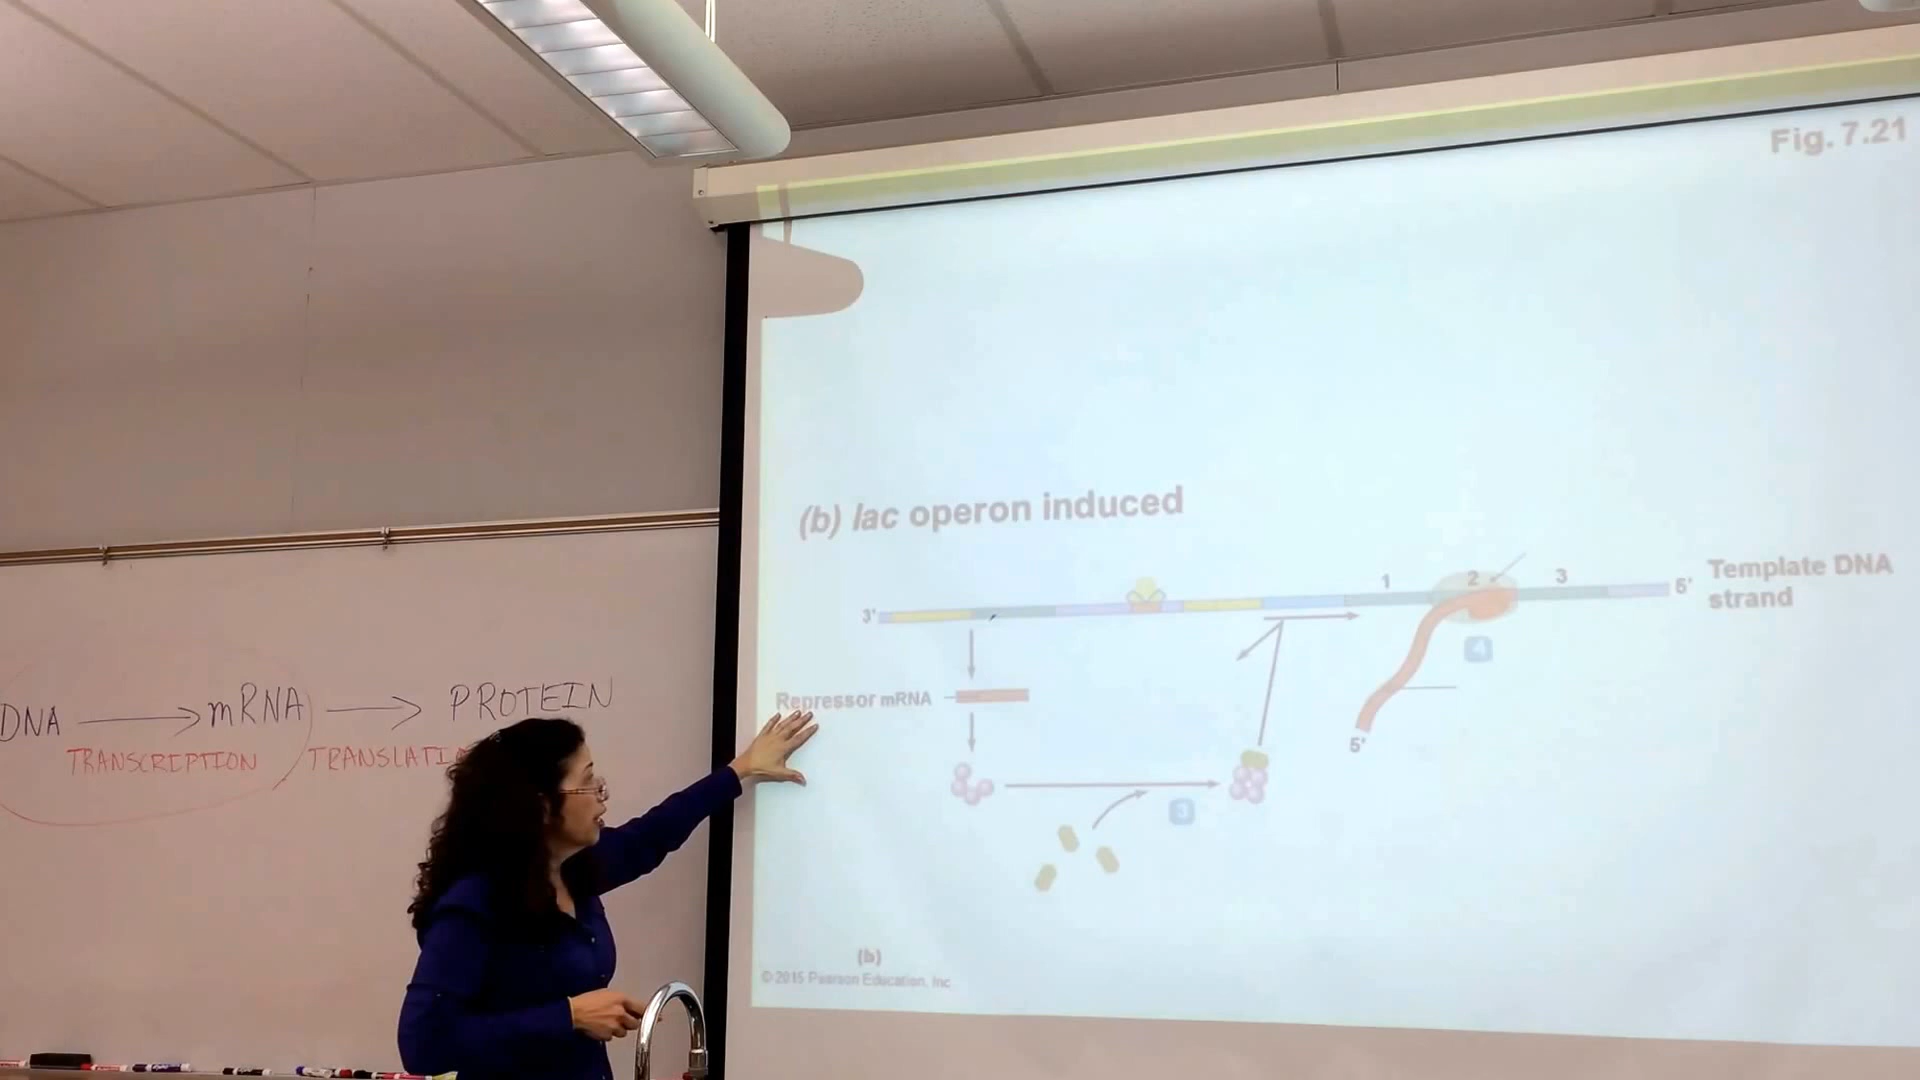 DNA → mRNA → PROTEIN
TRANSCRIPTION TRANSLATI
Fig. 7.21
(b) lac operon induced
1 2 3
3' 5' Template DNA
strand
4
Repressor mRNA
5'
3
(b)
© 2015 Pearson Education, Inc.